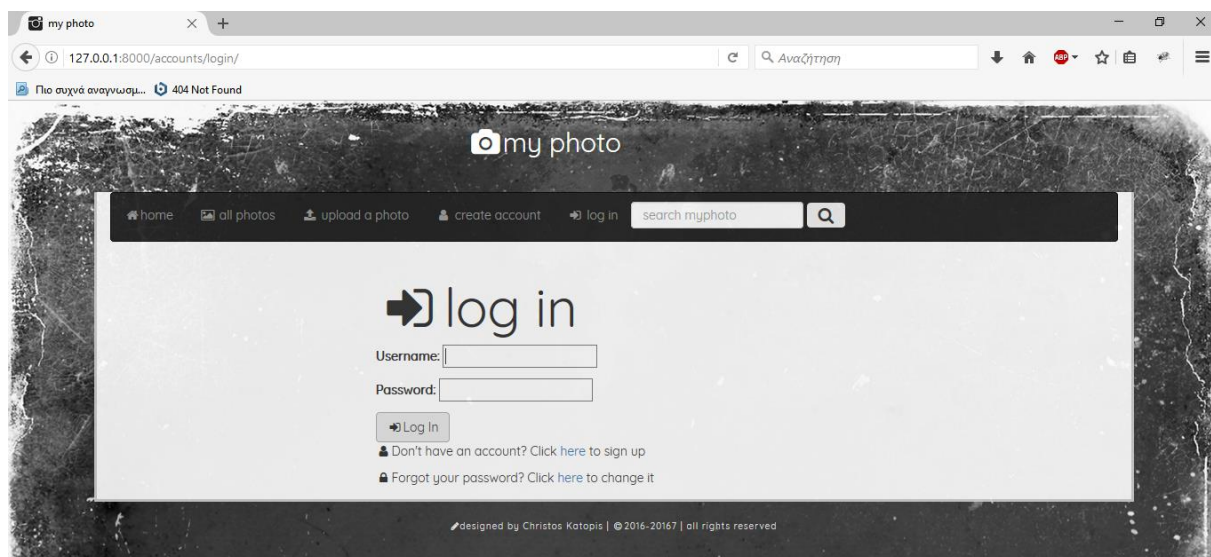 my photo
127.0.0.1:8000/accounts/login/
Αναζήτηση
ABP
Πιο συχνά αναγνωσμ...
404 Not Found
my photo
home
all photos
upload a photo
create account
log in
search myphoto
log in
Username:
Password:
Log In
Don't have an account? Click here to sign up
Forgot your password? Click here to change it
designed by Christos Katopis | © 2016-20167 | all rights reserved